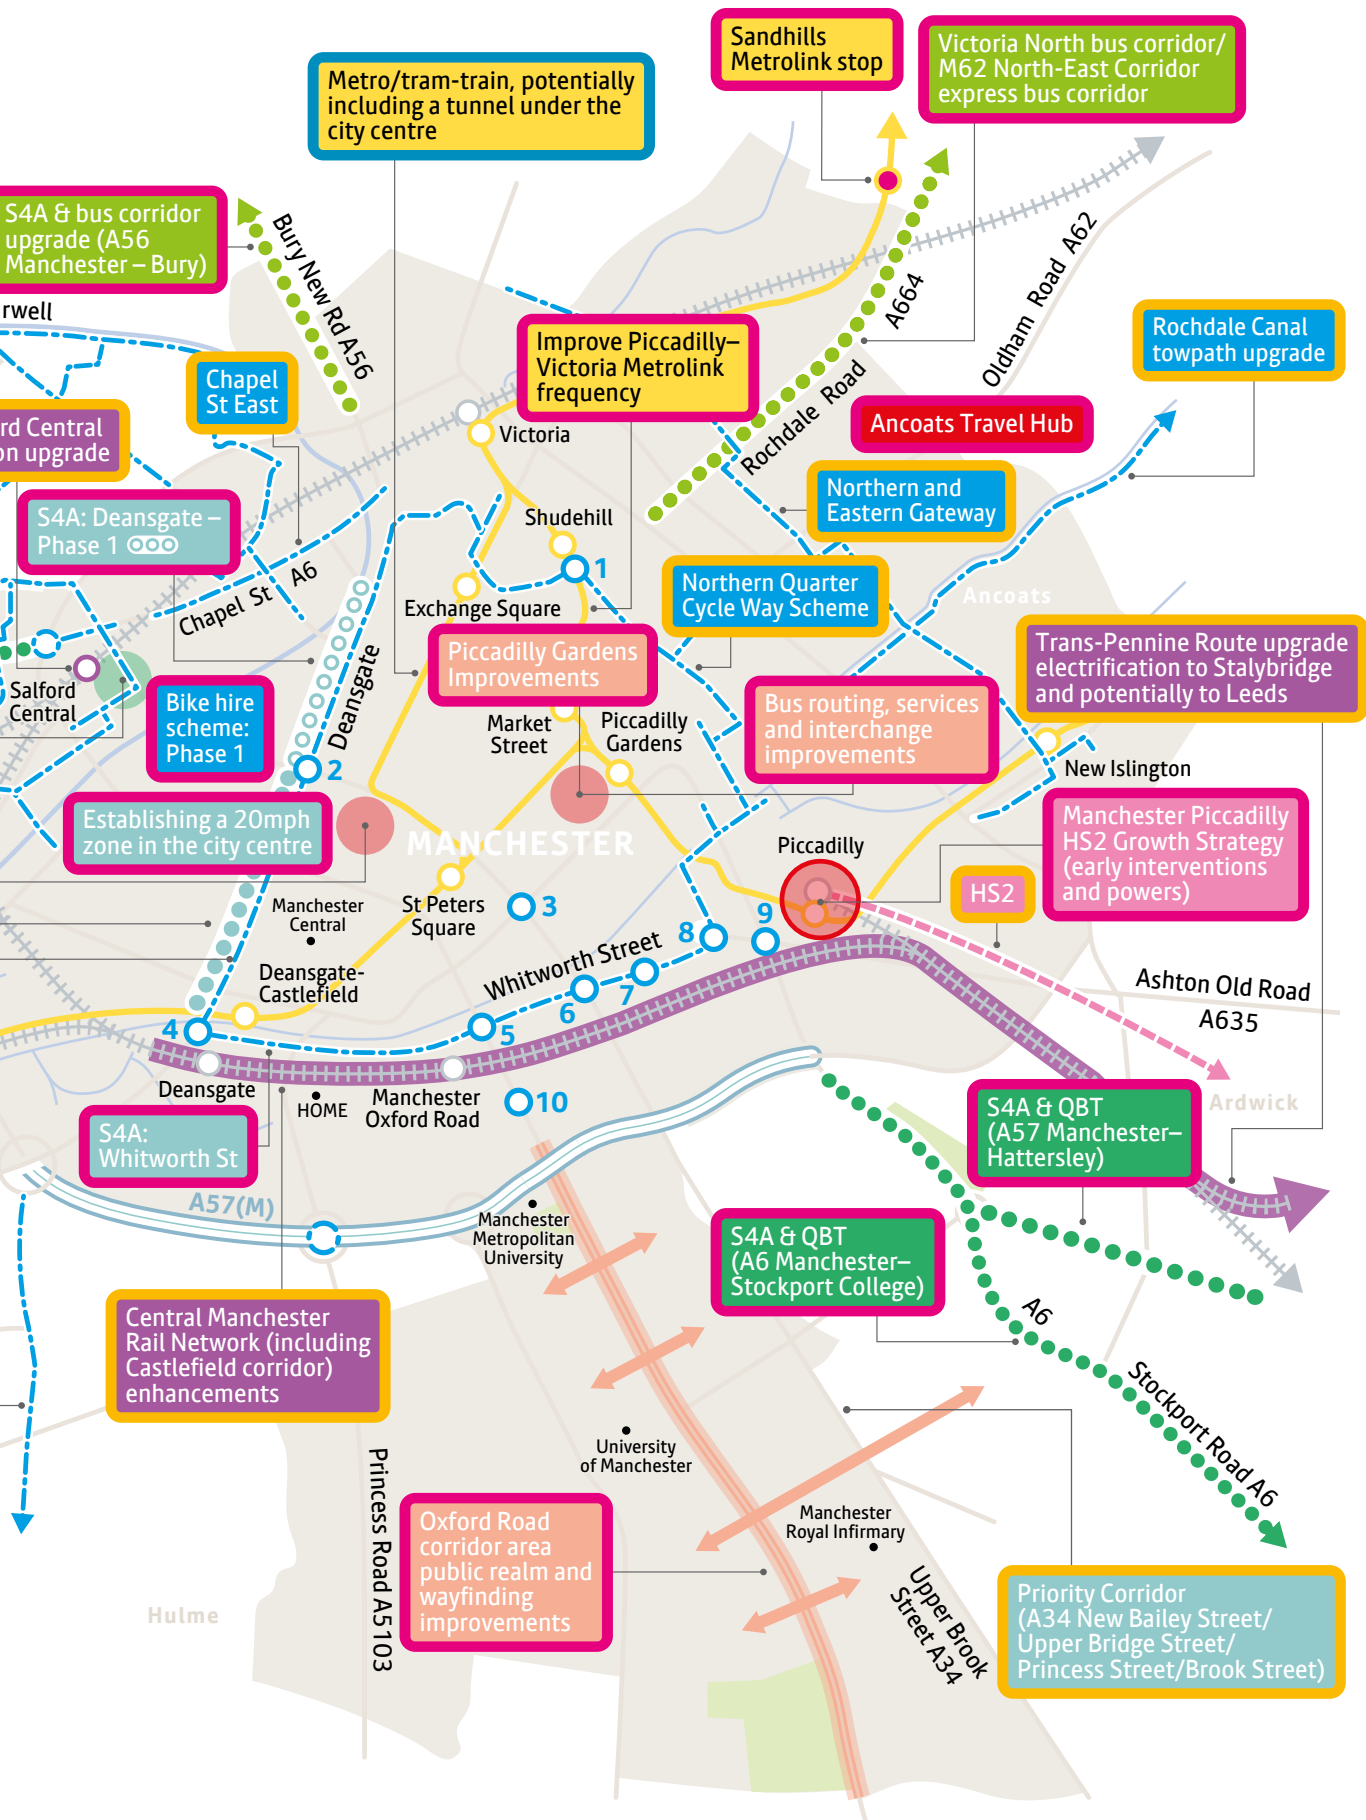 Sandhills
Metrolink stop
Victoria North bus corridor/
M62 North-East Corridor
express bus corridor
Metro/tram-train, potentially
including a tunnel under the
city centre
S4A & bus corridor
upgrade (A56
Manchester – Bury)
Bury New Rd A56
rwell
Oldham Road A62
A664
Rochdale Road
Improve Piccadilly–
Victoria Metrolink
frequency
Rochdale Canal
towpath upgrade
Chapel
St East
Ancoats Travel Hub
rd Central
on upgrade
Victoria
Northern and
Eastern Gateway
S4A: Deansgate –
Phase 1
Shudehill
1
Chapel St A6
Exchange Square
Northern Quarter
Cycle Way Scheme
Ancoats
Trans-Pennine Route upgrade
electrification to Stalybridge
and potentially to Leeds
Piccadilly Gardens
Improvements
Salford
Central
Bike hire
scheme:
Phase 1
Deansgate
2
Market
Street
Piccadilly
Gardens
Bus routing, services
and interchange
improvements
New Islington
Establishing a 20mph
zone in the city centre
MANCHESTER
Piccadilly
Manchester Piccadilly
HS2 Growth Strategy
(early interventions
and powers)
HS2
Manchester
Central
St Peters
Square
3
8
9
Whitworth Street
Deansgate-
Castlefield
7
6
5
4
Ashton Old Road
A635
Deansgate
HOME
Manchester
Oxford Road
10
Ardwick
S4A:
Whitworth St
S4A & QBT
(A57 Manchester–
Hattersley)
A57(M)
Manchester
Metropolitan
University
S4A & QBT
(A6 Manchester–
Stockport College)
A6
Central Manchester
Rail Network (including
Castlefield corridor)
enhancements
Stockport Road A6
University
of Manchester
Princess Road A5103
Oxford Road
corridor area
public realm and
wayfinding
improvements
Manchester
Royal Infirmary
Upper Brook
Street A34
Hulme
Priority Corridor
(A34 New Bailey Street/
Upper Bridge Street/
Princess Street/Brook Street)